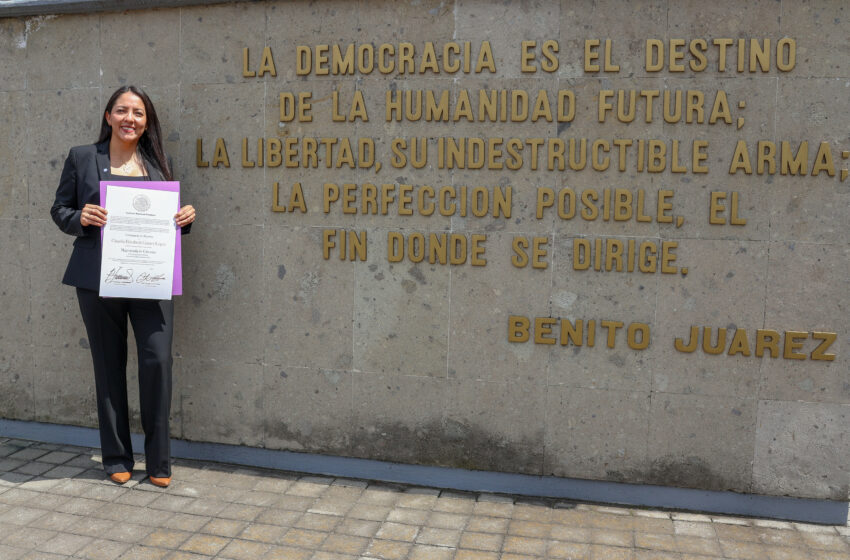 LA DEMOCRACIA ES EL DESTINO
DE LA HUMANIDAD FUTURA;
LA LIBERTAD, SU INDESTRUCTIBLE ARMA;
LA PERFECCION POSIBLE, EL
FIN DONDE SE DIRIGE.
BENITO JUAREZ